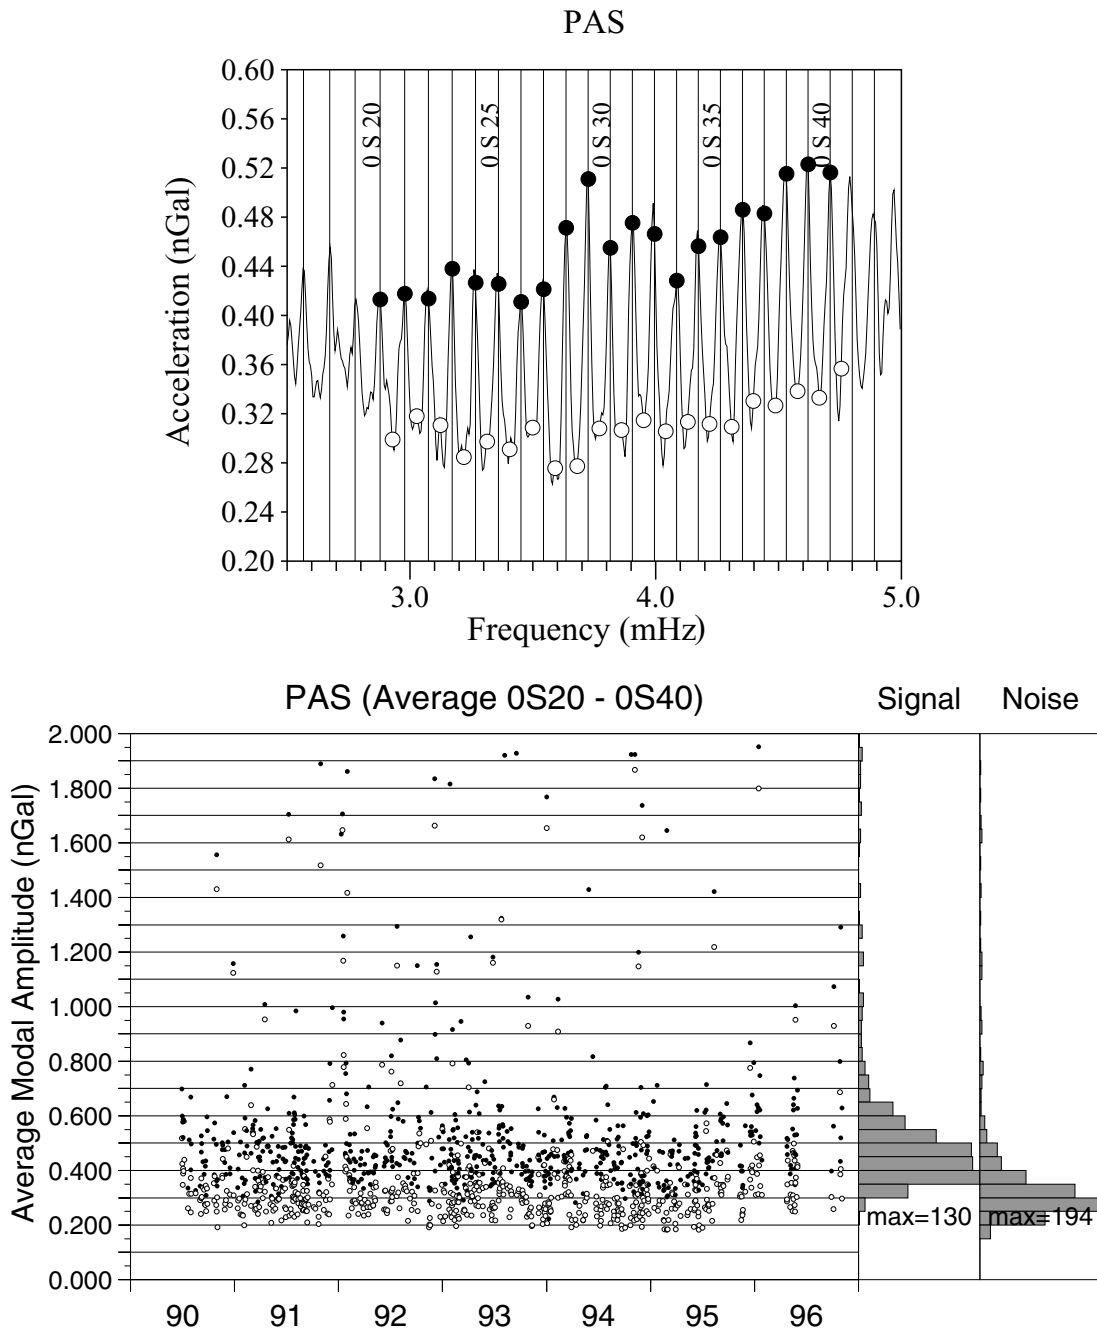 PAS
0.60
0.56
0.52
0.48
0.44
0.40
0.36
0.32
0.28
0.24
0.20
Acceleration (nGal)
0 S 20
0 S 25
0 S 30
0 S 35
0 S 40
3.0 4.0 5.0
Frequency (mHz)
PAS (Average 0S20 - 0S40) Signal Noise
2.000
1.800
1.600
1.400
1.200
1.000
0.800
0.600
0.400
0.200
0.000
Average Modal Amplitude (nGal)
max=130 max=194
90 91 92 93 94 95 96